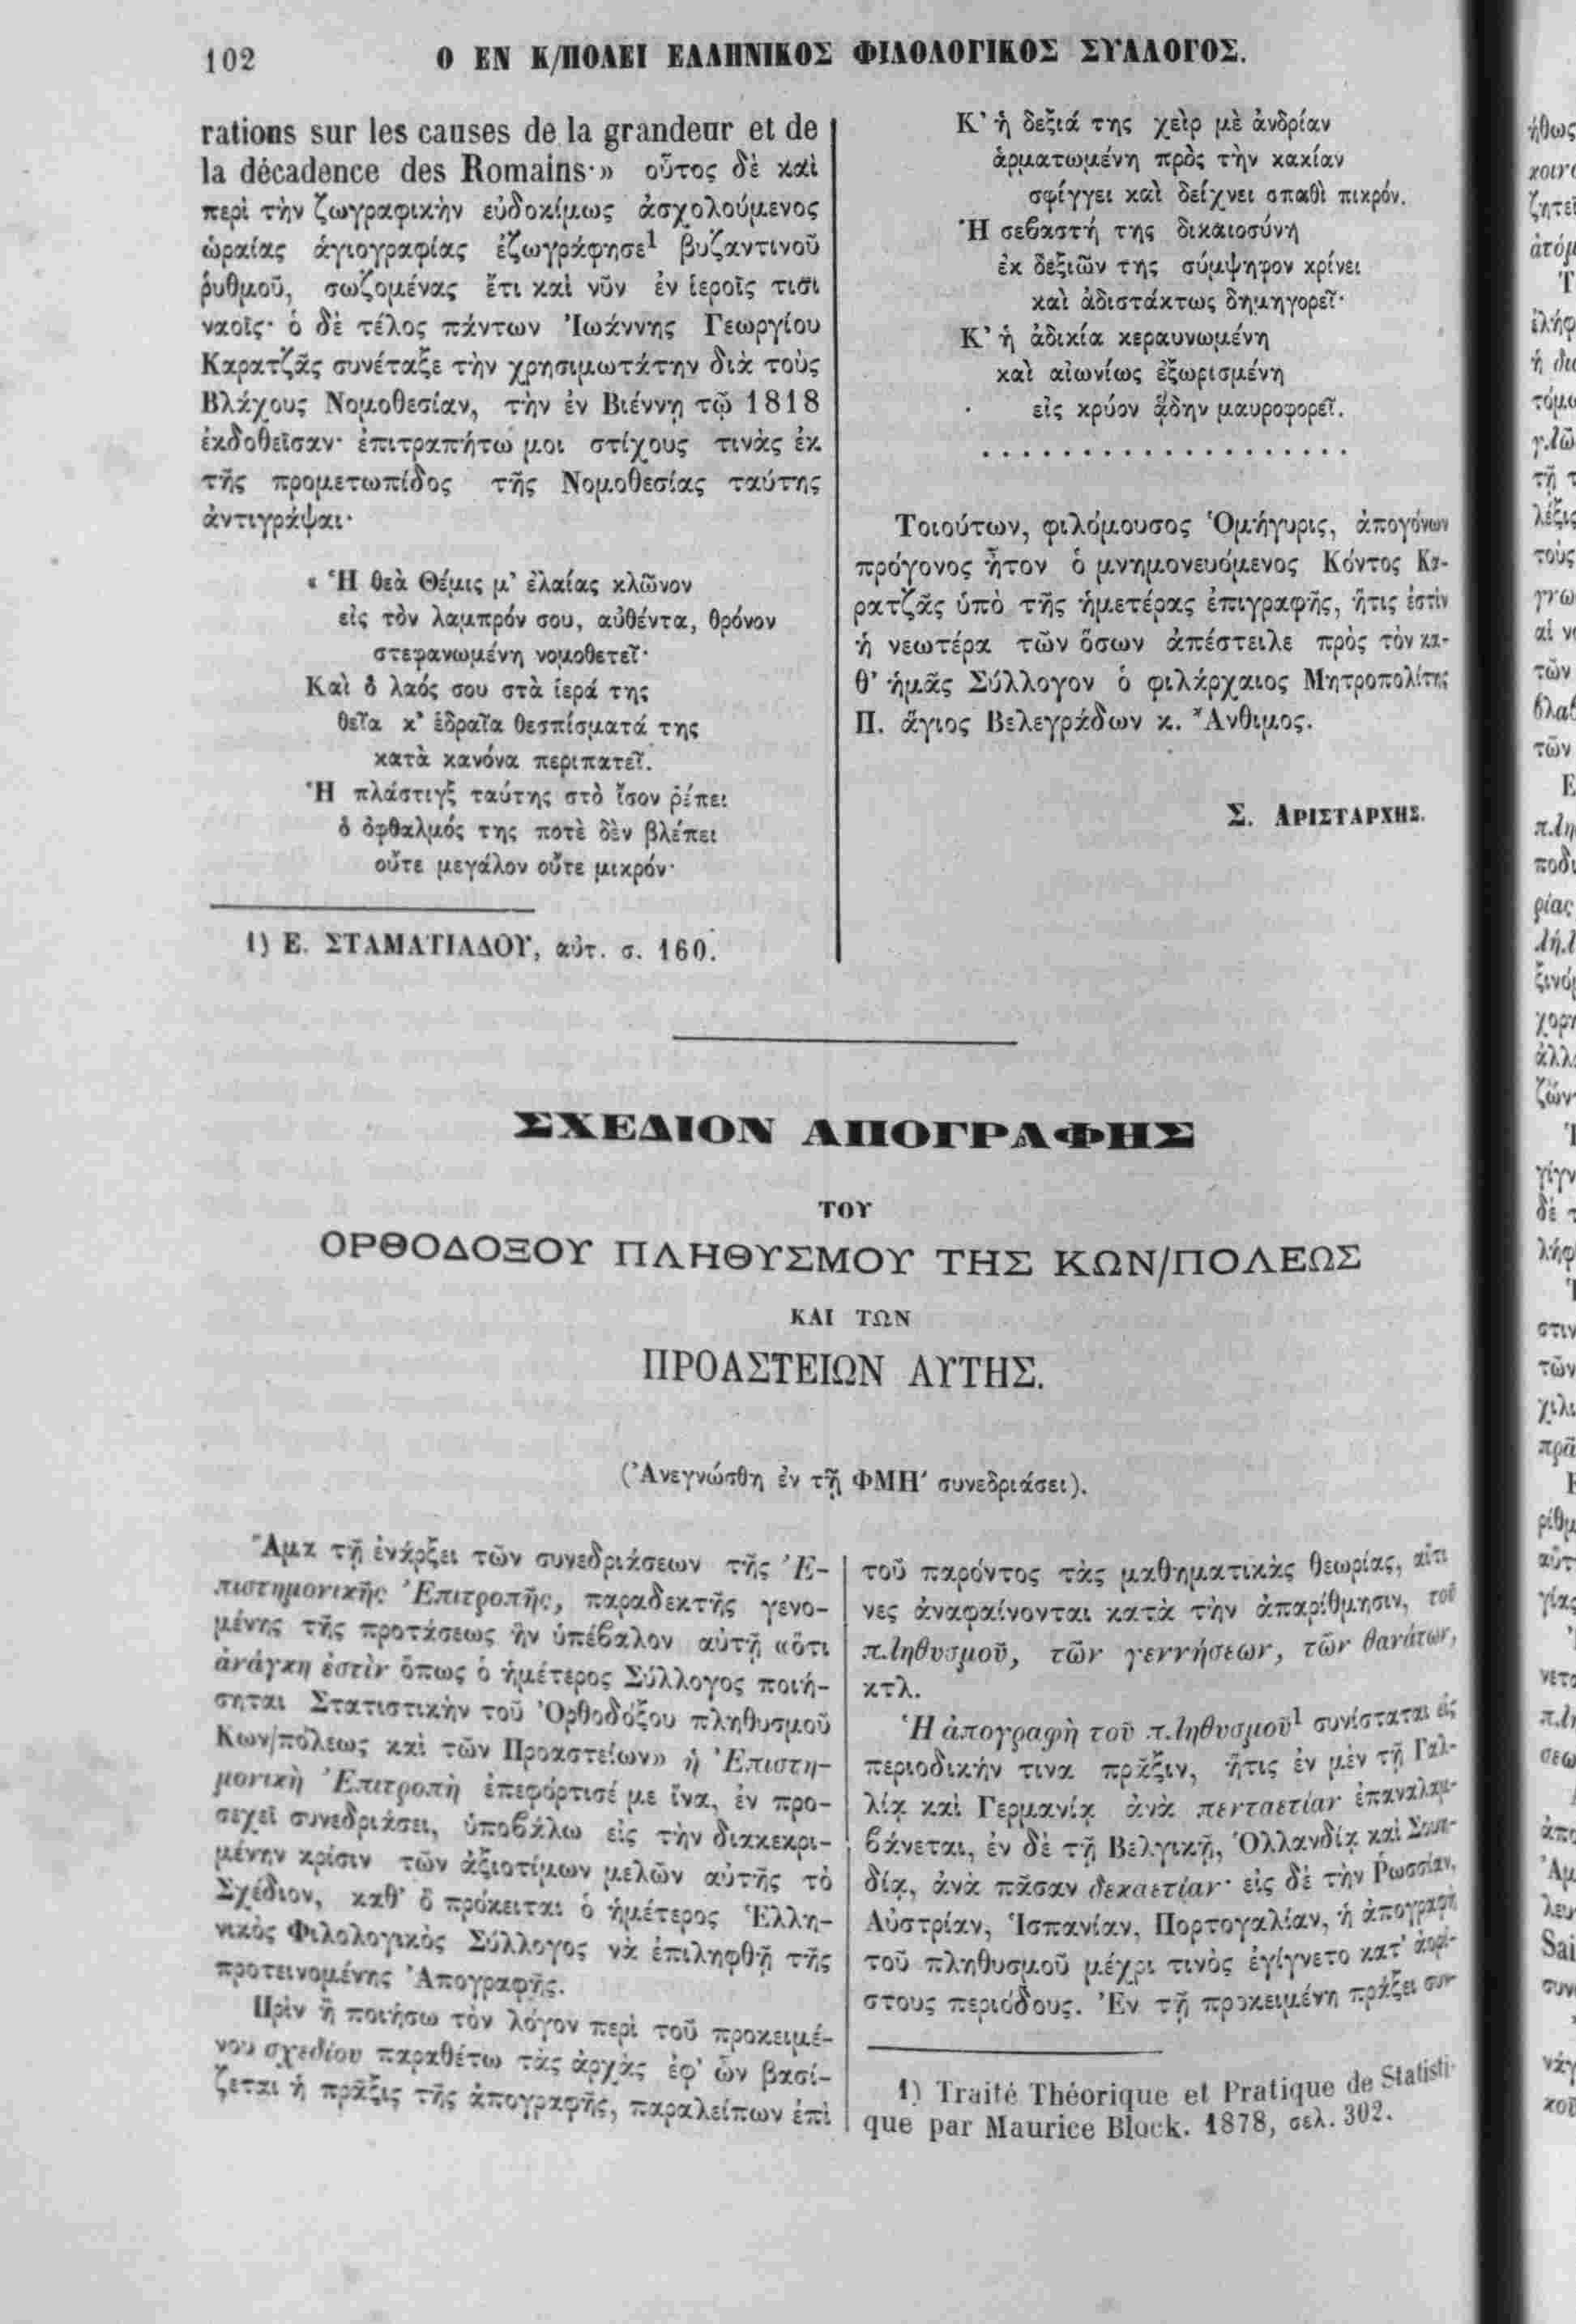 102
Ο ΕΝ Κ/ΠΟΛΕΙ ΕΛΛΗΝΙΚΟΣ ΦΙΛΟΛΟΓΙΚΟΣ ΣΥΛΛΟΓΟΣ.
rations sur les causes de la grandeur et de
la décadence des Romains·» οὗτος δὲ καὶ
περὶ τὴν ζωγραφικὴν εὐδοκίμως ἀσχολούμενος
ὡραίας ἁγιογραφίας ἐζωγράφησε¹ βυζαντινοῦ
ῥυθμοῦ, σωζομένας ἔτι καὶ νῦν ἐν ἱεροῖς τισι
ναοῖς· ὁ δὲ τέλος πάντων Ἰωάννης Γεωργίου
Καρατζᾶς συνέταξε τὴν χρησιμωτάτην διὰ τοὺς
Βλάχους Νομοθεσίαν, τὴν ἐν Βιέννῃ τῷ 1818
ἐκδοθεῖσαν· ἐπιτραπήτω μοι στίχους τινὰς ἐκ
τῆς προμετωπίδος τῆς Νομοθεσίας ταύτης
ἀντιγράψαι·
« Ἡ θεὰ Θέμις μ' ἐλαίας κλῶνον
εἰς τὸν λαμπρόν σου, αὐθέντα, θρόνον
στεφανωμένη νομοθετεῖ·
Καὶ ὁ λαός σου στὰ ἱερά της
θεῖα κ' ἑδραῖα θεσπίσματά της
κατὰ κανόνα περιπατεῖ.
Ἡ πλάστιγξ ταύτης στὸ ἴσον ῥέπει
ὁ ὀφθαλμός της ποτὲ δὲν βλέπει
οὔτε μεγάλον οὔτε μικρόν·
1) Ε. ΣΤΑΜΑΤΙΑΔΟΥ, αὐτ. σ. 160.
Κ' ἡ δεξιά της χεὶρ μὲ ἀνδρίαν
ἁρματωμένη πρὸς τὴν κακίαν
σφίγγει καὶ δείχνει σπαθὶ πικρόν.
Ἡ σεβαστή της δικαιοσύνη
ἐκ δεξιῶν της σύμψηφον κρίνει
καὶ ἀδιστάκτως δημηγορεῖ·
Κ' ἡ ἀδικία κεραυνωμένη
καὶ αἰωνίως ἐξωρισμένη
εἰς κρύον ᾅδην μαυροφορεῖ.
. . . . . . . . . . . . . . . . . . .
Τοιούτων, φιλόμουσος Ὁμήγυρις, ἀπογόνων
πρόγονος ἦτον ὁ μνημονευόμενος Κόντος Κα-
ρατζᾶς ὑπὸ τῆς ἡμετέρας ἐπιγραφῆς, ἥτις ἐστὶν
ἡ νεωτέρα τῶν ὅσων ἀπέστειλε πρὸς τὸν κα-
θ' ἡμᾶς Σύλλογον ὁ φιλάρχαιος Μητροπολίτης
Π. ἅγιος Βελεγράδων κ. Ἄνθιμος.
Σ. ΑΡΙΣΤΑΡΧΗΣ.
ΣΧΕΔΙΟΝ ΑΠΟΓΡΑΦΗΣ
ΤΟΥ
ΟΡΘΟΔΟΞΟΥ ΠΛΗΘΥΣΜΟΥ ΤΗΣ ΚΩΝ/ΠΟΛΕΩΣ
ΚΑΙ ΤΩΝ
ΠΡΟΑΣΤΕΙΩΝ ΑΥΤΗΣ.
(Ἀνεγνώσθη ἐν τῇ ΦΜΗ' συνεδριάσει).
Ἅμα τῇ ἐνάρξει τῶν συνεδριάσεων τῆς Ἐ-
πιστημονικῆς Ἐπιτροπῆς, παραδεκτῆς γενο-
μένης τῆς προτάσεως ἣν ὑπέβαλον αὐτῇ «ὅτι
ἀνάγκη ἐστὶν ὅπως ὁ ἡμέτερος Σύλλογος ποιή-
σηται Στατιστικὴν τοῦ Ὀρθοδόξου πληθυσμοῦ
Κων/πόλεως καὶ τῶν Προαστείων» ἡ Ἐπιστη-
μονικὴ Ἐπιτροπὴ ἐπεφόρτισέ με ἵνα, ἐν προ-
σεχεῖ συνεδριάσει, ὑποβάλω εἰς τὴν διακεκρι-
μένην κρίσιν τῶν ἀξιοτίμων μελῶν αὐτῆς τὸ
Σχέδιον, καθ' ὃ πρόκειται ὁ ἡμέτερος Ἑλλη-
νικὸς Φιλολογικὸς Σύλλογος νὰ ἐπιληφθῇ τῆς
προτεινομένης Ἀπογραφῆς.
Πρὶν ἢ ποιήσω τὸν λόγον περὶ τοῦ προκειμέ-
νου σχεδίου παραθέτω τὰς ἀρχὰς ἐφ' ὧν βασί-
ζεται ἡ πρᾶξις τῆς ἀπογραφῆς, παραλείπων ἐπὶ
τοῦ παρόντος τὰς μαθηματικὰς θεωρίας, αἵτι
νες ἀναφαίνονται κατὰ τὴν ἀπαρίθμησιν, τοῦ
πληθυσμοῦ, τῶν γεννήσεων, τῶν θανάτων,
κτλ.
Ἡ ἀπογραφὴ τοῦ πληθυσμοῦ¹ συνίσταται εἰς
περιοδικήν τινα πρᾶξιν, ἥτις ἐν μὲν τῇ Γαλ-
λίᾳ καὶ Γερμανίᾳ ἀνὰ πενταετίαν ἐπαναλαμ-
βάνεται, ἐν δὲ τῇ Βελγικῇ, Ὁλλανδίᾳ καὶ Σουη-
δίᾳ, ἀνὰ πᾶσαν δεκαετίαν· εἰς δὲ τὴν Ῥωσσίαν,
Αὐστρίαν, Ἱσπανίαν, Πορτογαλίαν, ἡ ἀπογραφὴ
τοῦ πληθυσμοῦ μέχρι τινὸς ἐγίγνετο κατ' ἀορί-
στους περιόδους. Ἐν τῇ προκειμένῃ πράξει συν-
1) Traité Théorique et Pratique de Statisti-
que par Maurice Block. 1878, σελ. 302.